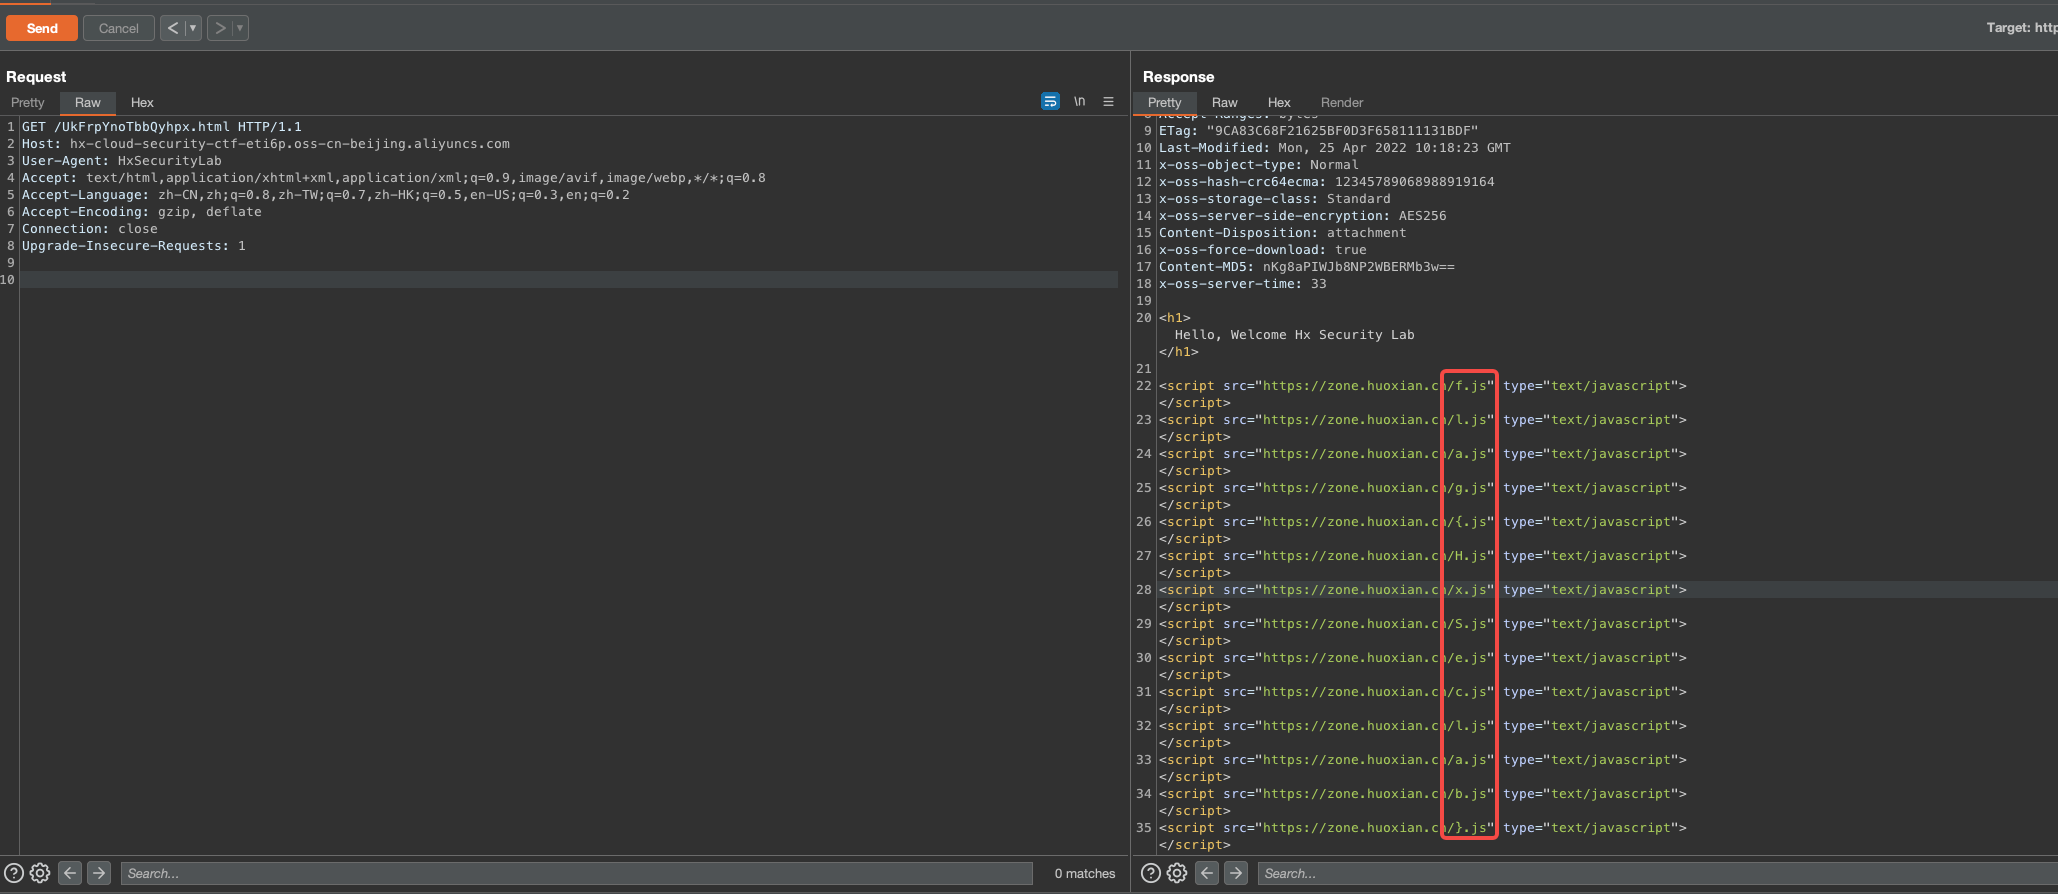 Send
Cancel
< | ▾
> | ▾
Target: http
Request
Pretty Raw Hex
\n
1 GET /UkFrpYnoTbbQyhpx.html HTTP/1.1
2 Host: hx-cloud-security-ctf-eti6p.oss-cn-beijing.aliyuncs.com
3 User-Agent: HxSecurityLab
4 Accept: text/html,application/xhtml+xml,application/xml;q=0.9,image/avif,image/webp,*/*;q=0.8
5 Accept-Language: zh-CN,zh;q=0.8,zh-TW;q=0.7,zh-HK;q=0.5,en-US;q=0.3,en;q=0.2
6 Accept-Encoding: gzip, deflate
7 Connection: close
8 Upgrade-Insecure-Requests: 1
9
10
Search...
0 matches
Response
Pretty Raw Hex Render
8 Accept-Ranges: bytes
9 ETag: "9CA83C68F21625BF0D3F658111131BDF"
10 Last-Modified: Mon, 25 Apr 2022 10:18:23 GMT
11 x-oss-object-type: Normal
12 x-oss-hash-crc64ecma: 12345789068988919164
13 x-oss-storage-class: Standard
14 x-oss-server-side-encryption: AES256
15 Content-Disposition: attachment
16 x-oss-force-download: true
17 Content-MD5: nKg8aPIWJb8NP2WBERMb3w==
18 x-oss-server-time: 33
19
20 <h1>
Hello, Welcome Hx Security Lab
</h1>
21
22 <script src="https://zone.huoxian.cn/f.js" type="text/javascript">
</script>
23 <script src="https://zone.huoxian.cn/l.js" type="text/javascript">
</script>
24 <script src="https://zone.huoxian.cn/a.js" type="text/javascript">
</script>
25 <script src="https://zone.huoxian.cn/g.js" type="text/javascript">
</script>
26 <script src="https://zone.huoxian.cn/{.js" type="text/javascript">
</script>
27 <script src="https://zone.huoxian.cn/H.js" type="text/javascript">
</script>
28 <script src="https://zone.huoxian.cn/x.js" type="text/javascript">
</script>
29 <script src="https://zone.huoxian.cn/S.js" type="text/javascript">
</script>
30 <script src="https://zone.huoxian.cn/e.js" type="text/javascript">
</script>
31 <script src="https://zone.huoxian.cn/c.js" type="text/javascript">
</script>
32 <script src="https://zone.huoxian.cn/l.js" type="text/javascript">
</script>
33 <script src="https://zone.huoxian.cn/a.js" type="text/javascript">
</script>
34 <script src="https://zone.huoxian.cn/b.js" type="text/javascript">
</script>
35 <script src="https://zone.huoxian.cn/}.js" type="text/javascript">
</script>
Search...